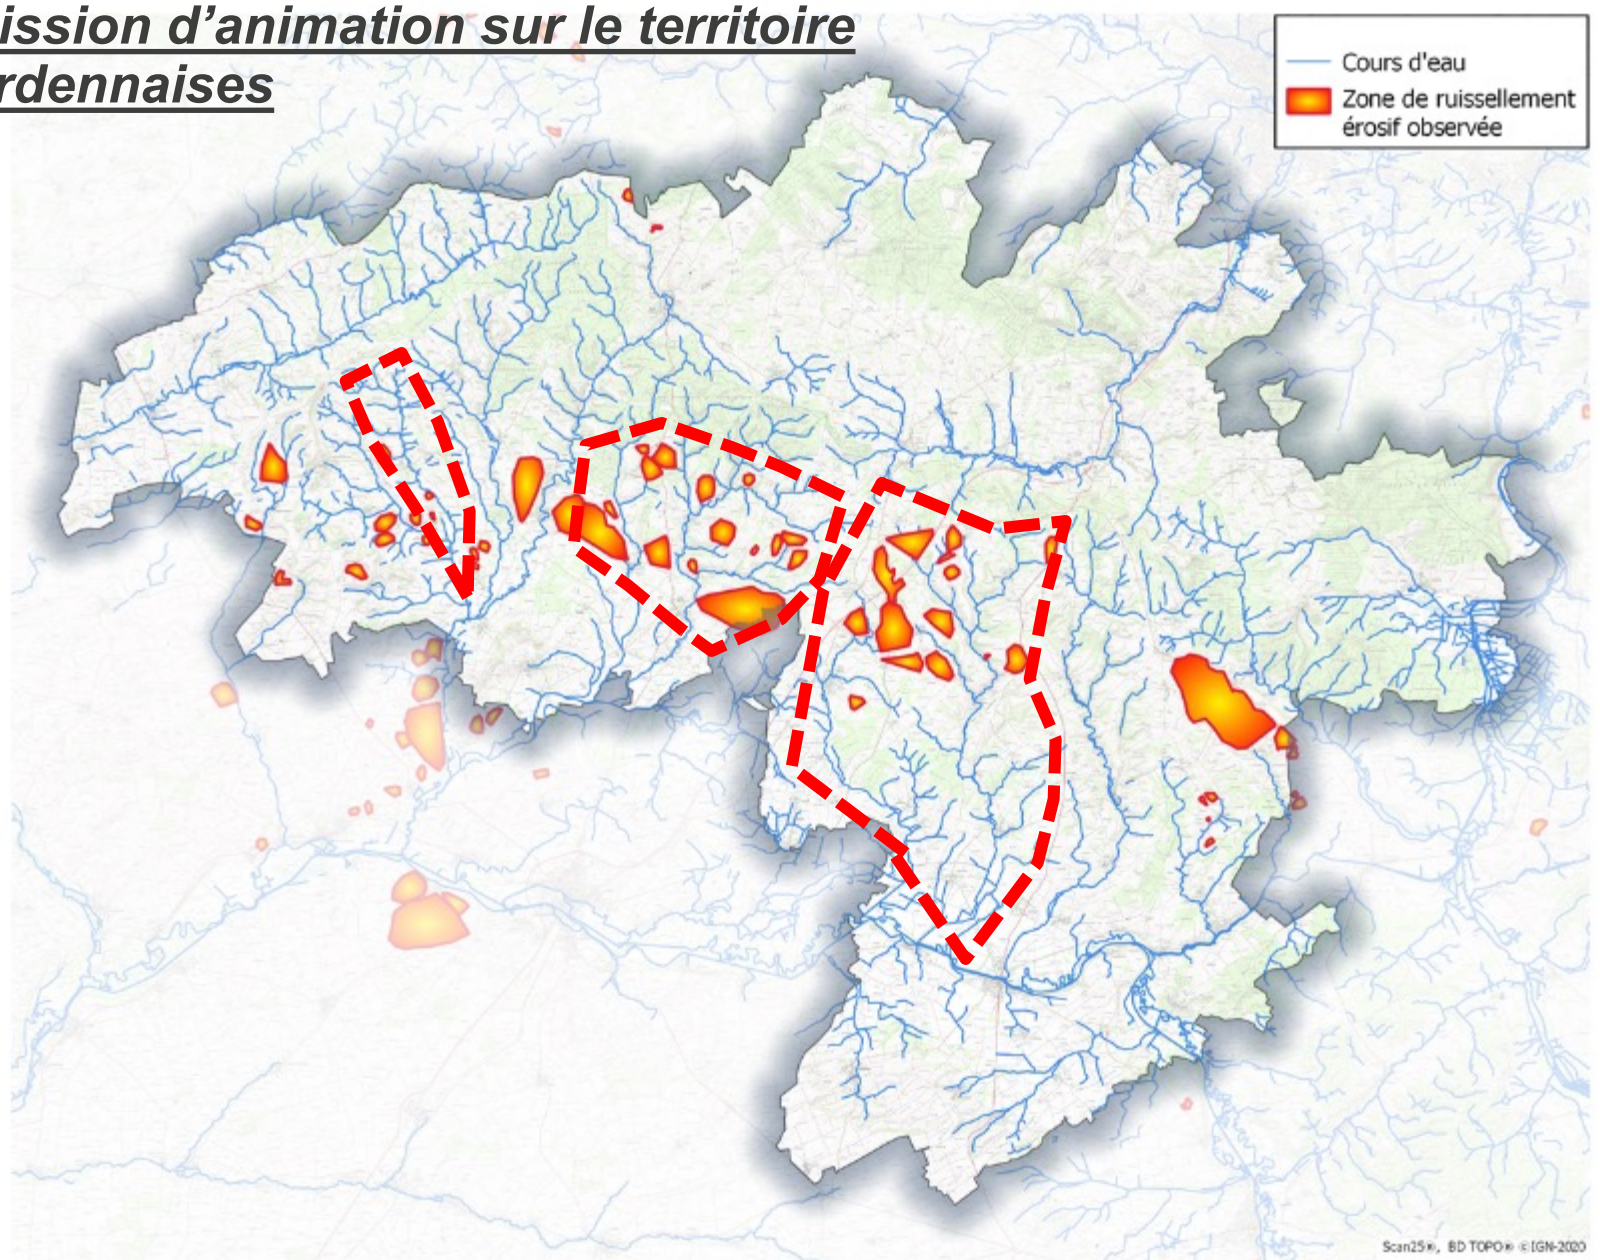 ission d’animation sur le territoire
rdennaises
Cours d'eau
Zone de ruissellement
érosif observée
Scan25®, BD TOPO® ©IGN-2020